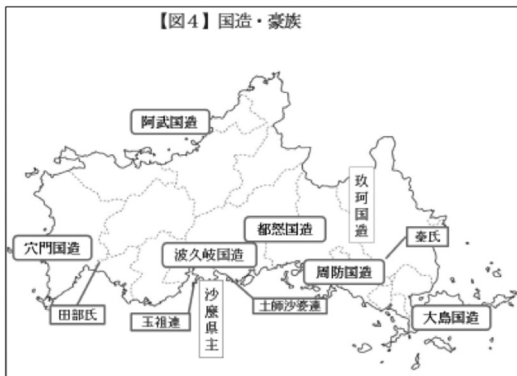 【図4】国造・豪族
阿武国造
玖珂国造
都怒国造
秦氏
穴門国造
波久岐国造
周防国造
田部氏
玉祖連
沙麼県主
土師沙婆連
大島国造